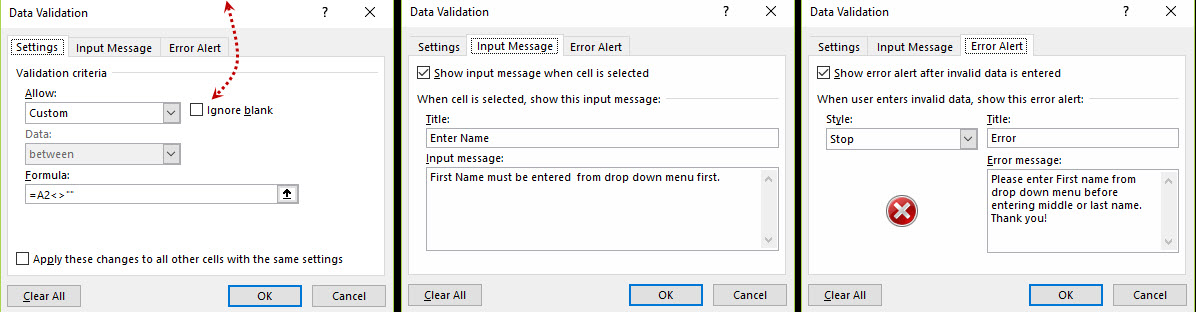 Data Validation
Settings Input Message Error Alert
Validation criteria
Allow:
Custom
Ignore blank
Data:
between
Formula:
=A2<>""
Apply these changes to all other cells with the same settings
Clear All OK Cancel
Data Validation
Settings Input Message Error Alert
Show input message when cell is selected
When cell is selected, show this input message:
Title:
Enter Name
Input message:
First Name must be entered from drop down menu first.
Clear All OK Cancel
Data Validation
Settings Input Message Error Alert
Show error alert after invalid data is entered
When user enters invalid data, show this error alert:
Style:
Stop
Title:
Error
Error message:
Please enter First name from
drop down menu before
entering middle or last name.
Thank you!
Clear All OK Cancel